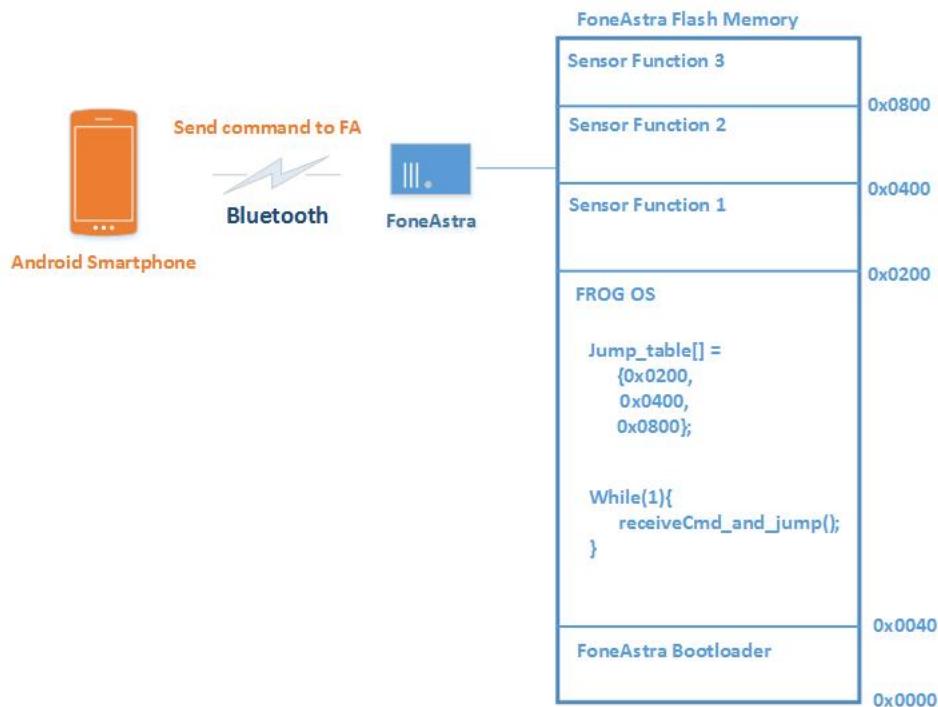 FoneAstra Flash Memory
Sensor Function 3
0x0800
Send command to FA
Sensor Function 2
0x0400
Bluetooth
FoneAstra
Sensor Function 1
Android Smartphone
0x0200
FROG OS
Jump_table[] =
{0x0200,
0x0400,
0x0800};
While(1){
receiveCmd_and_jump();
}
0x0040
FoneAstra Bootloader
0x0000